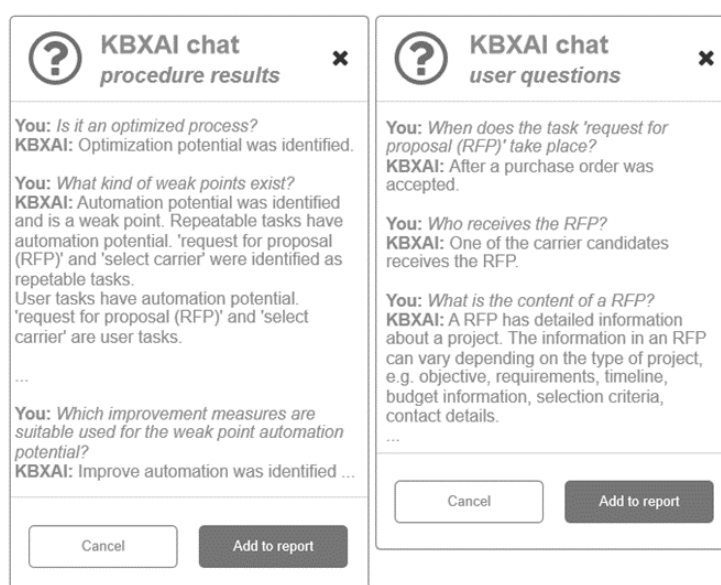 KBXAI chat
procedure results
You: Is it an optimized process?
KBXAI: Optimization potential was identified.
You: What kind of weak points exist?
KBXAI: Automation potential was identified
and is a weak point. Repeatable tasks have
automation potential. 'request for proposal
(RFP)' and 'select carrier' were identified as
repetable tasks.
User tasks have automation potential.
'request for proposal (RFP)' and 'select
carrier' are user tasks.
...
You: Which improvement measures are
suitable used for the weak point automation
potential?
KBXAI: Improve automation was identified ...
Cancel
Add to report
KBXAI chat
user questions
You: When does the task 'request for
proposal (RFP)' take place?
KBXAI: After a purchase order was
accepted.
You: Who receives the RFP?
KBXAI: One of the carrier candidates
receives the RFP.
You: What is the content of a RFP?
KBXAI: A RFP has detailed information
about a project. The information in an RFP
can vary depending on the type of project,
e.g. objective, requirements, timeline,
budget information, selection criteria,
contact details.
...
Cancel
Add to report